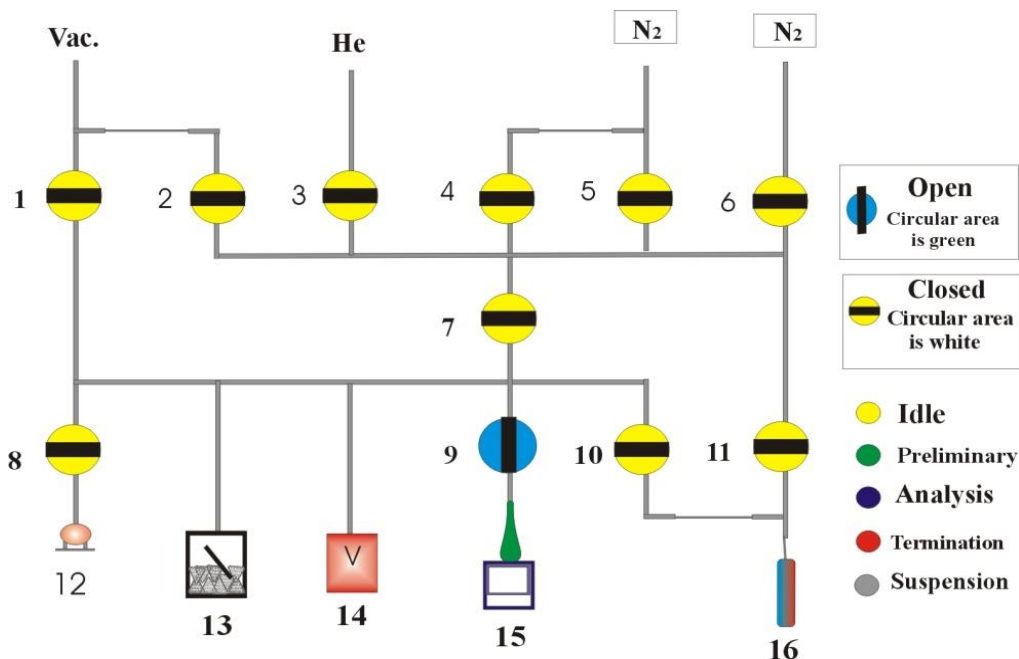 Vac.
He
N2
N2
1
2
3
4
5
6
Open
Circular area
is green
Closed
Circular area
is white
7
8
9
10
11
Idle
Preliminary
Analysis
Termination
Suspension
V
12
13
14
15
16